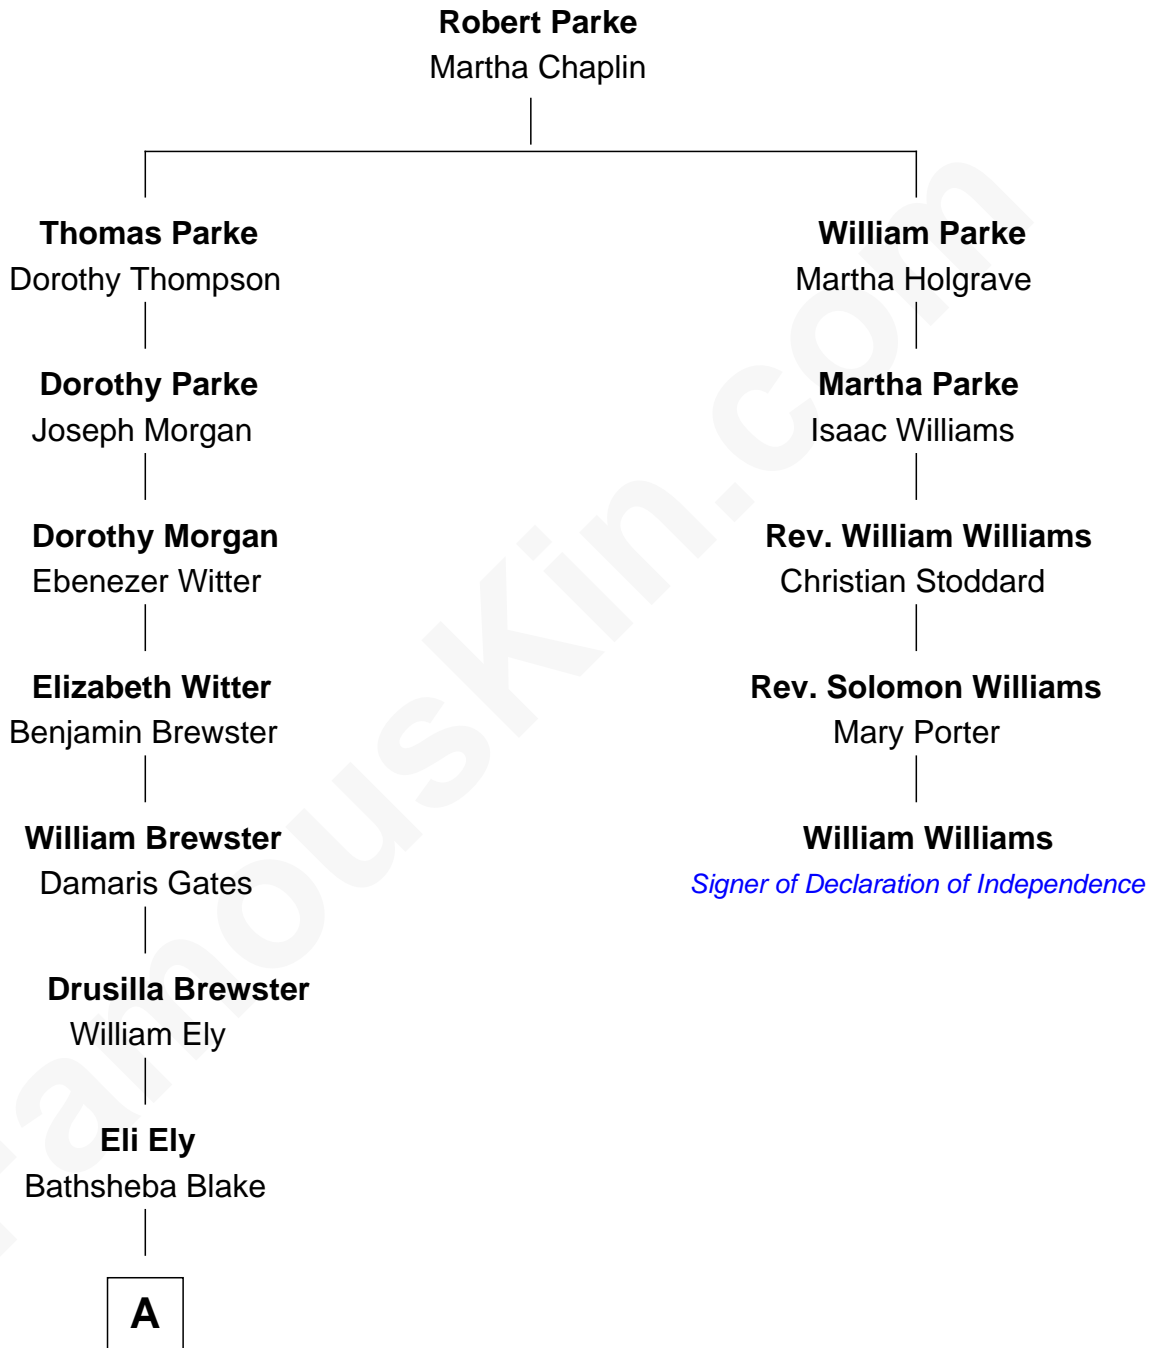 Robert Parke
Martha Chaplin
Thomas Parke
Dorothy Thompson
Dorothy Parke
Joseph Morgan
Dorothy Morgan
Ebenezer Witter
Elizabeth Witter
Benjamin Brewster
William Brewster
Damaris Gates
Drusilla Brewster
William Ely
Eli Ely
Bathsheba Blake
A
William Parke
Martha Holgrave
Martha Parke
Isaac Williams
Rev. William Williams
Christian Stoddard
Rev. Solomon Williams
Mary Porter
William Williams
Signer of Declaration of Independence
FamousKin.com